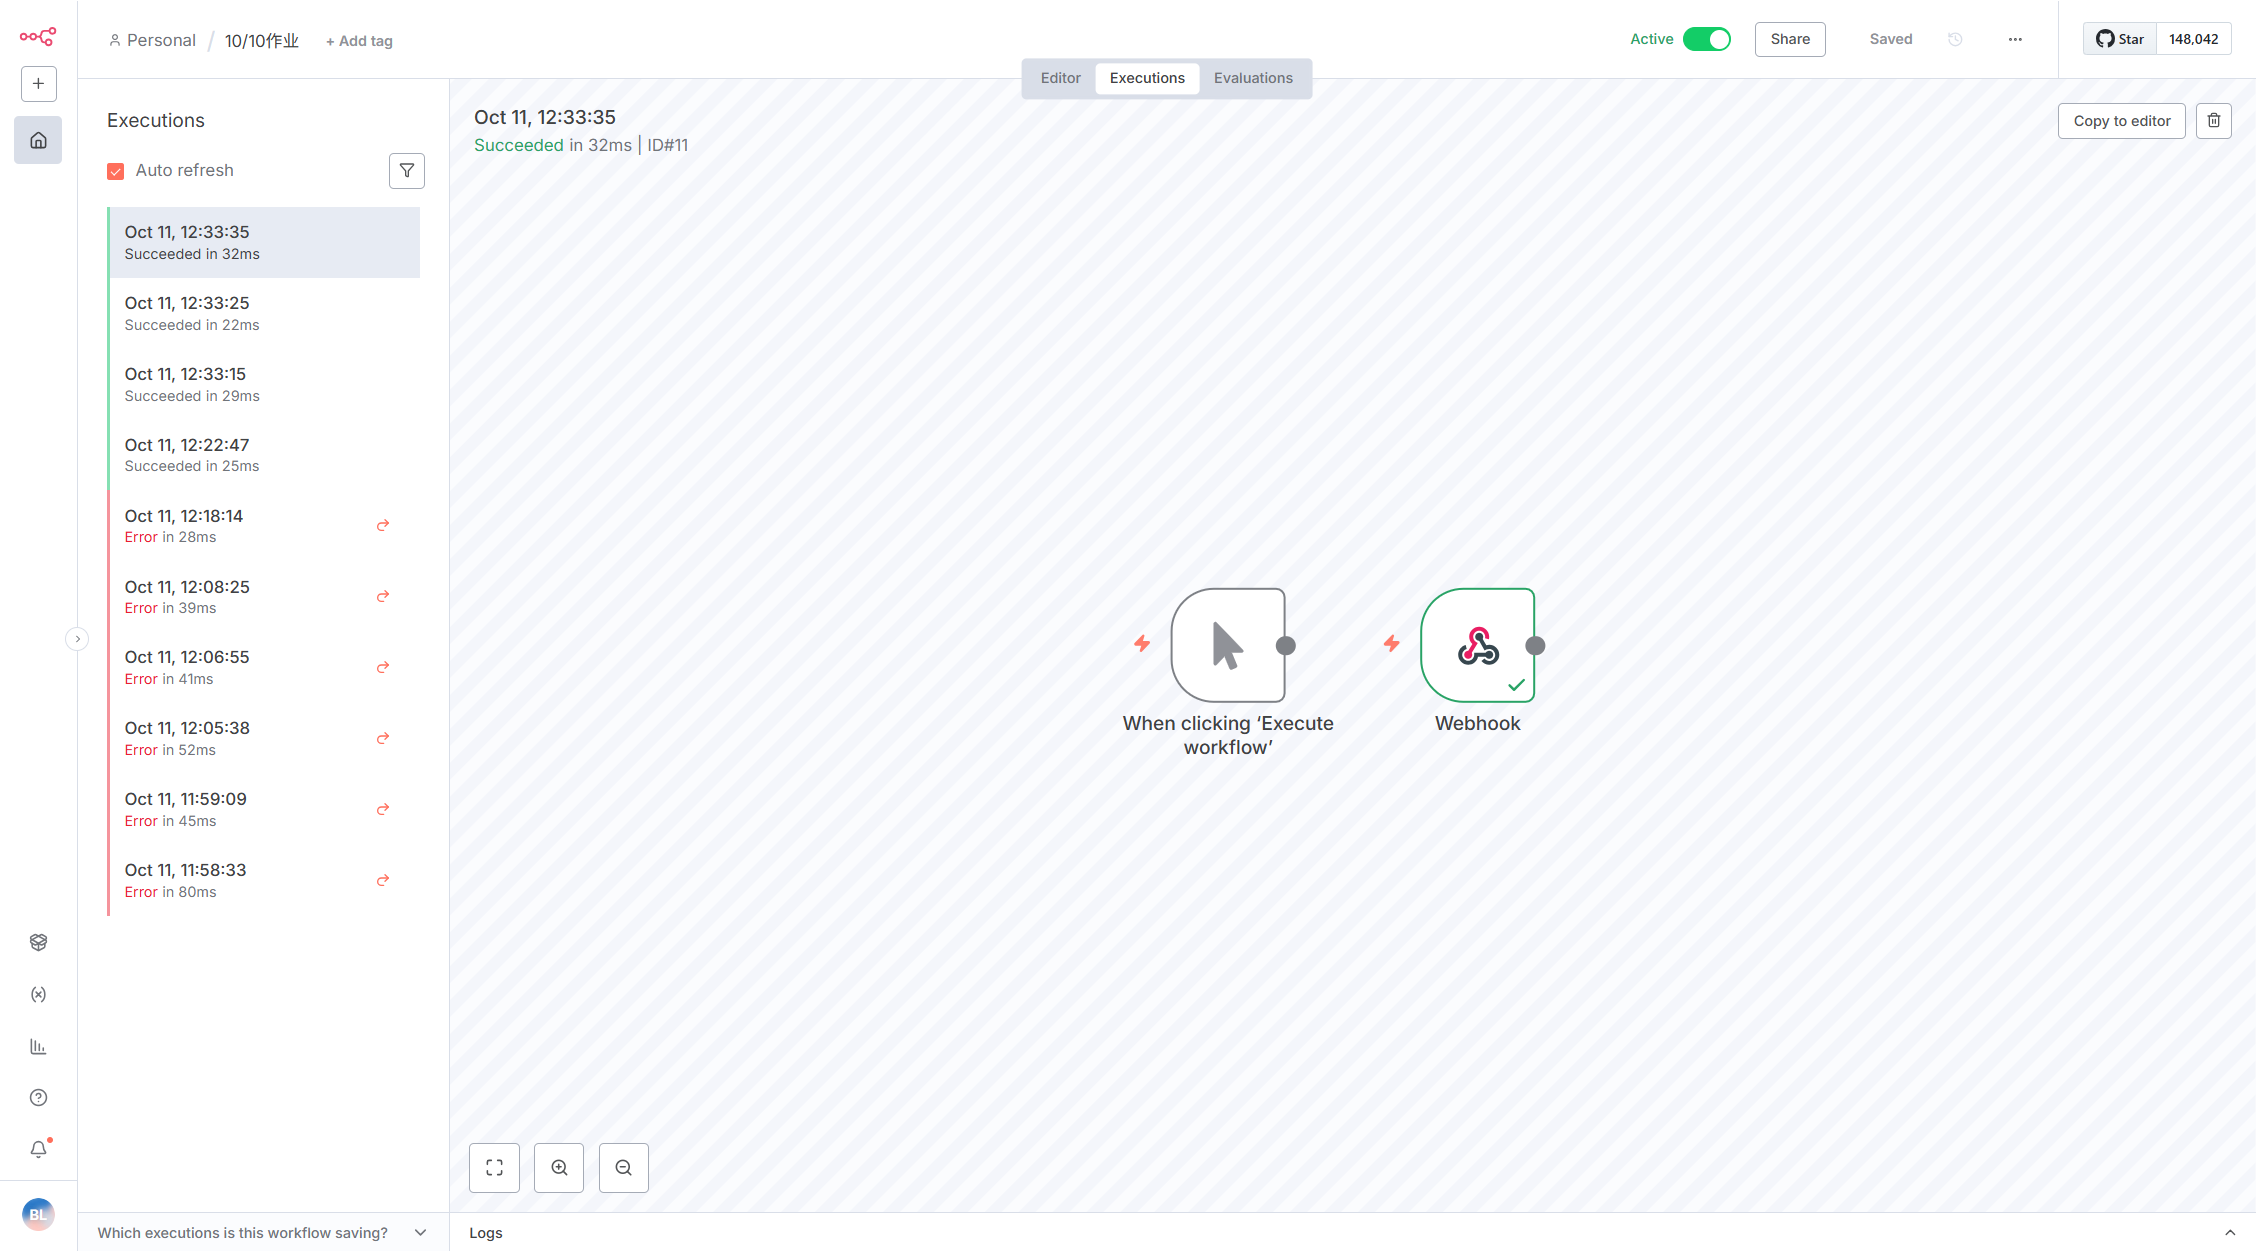 Personal / 10/10作业 + Add tag
Active
Share
Saved
Star
148,042
Editor
Executions
Evaluations
Executions
Auto refresh
Oct 11, 12:33:35
Succeeded in 32ms
Oct 11, 12:33:25
Succeeded in 22ms
Oct 11, 12:33:15
Succeeded in 29ms
Oct 11, 12:22:47
Succeeded in 25ms
Oct 11, 12:18:14
Error in 28ms
Oct 11, 12:08:25
Error in 39ms
Oct 11, 12:06:55
Error in 41ms
Oct 11, 12:05:38
Error in 52ms
Oct 11, 11:59:09
Error in 45ms
Oct 11, 11:58:33
Error in 80ms
Oct 11, 12:33:35
Succeeded in 32ms | ID#11
Copy to editor
When clicking ‘Execute
workflow’
Webhook
BL
Which executions is this workflow saving?
Logs